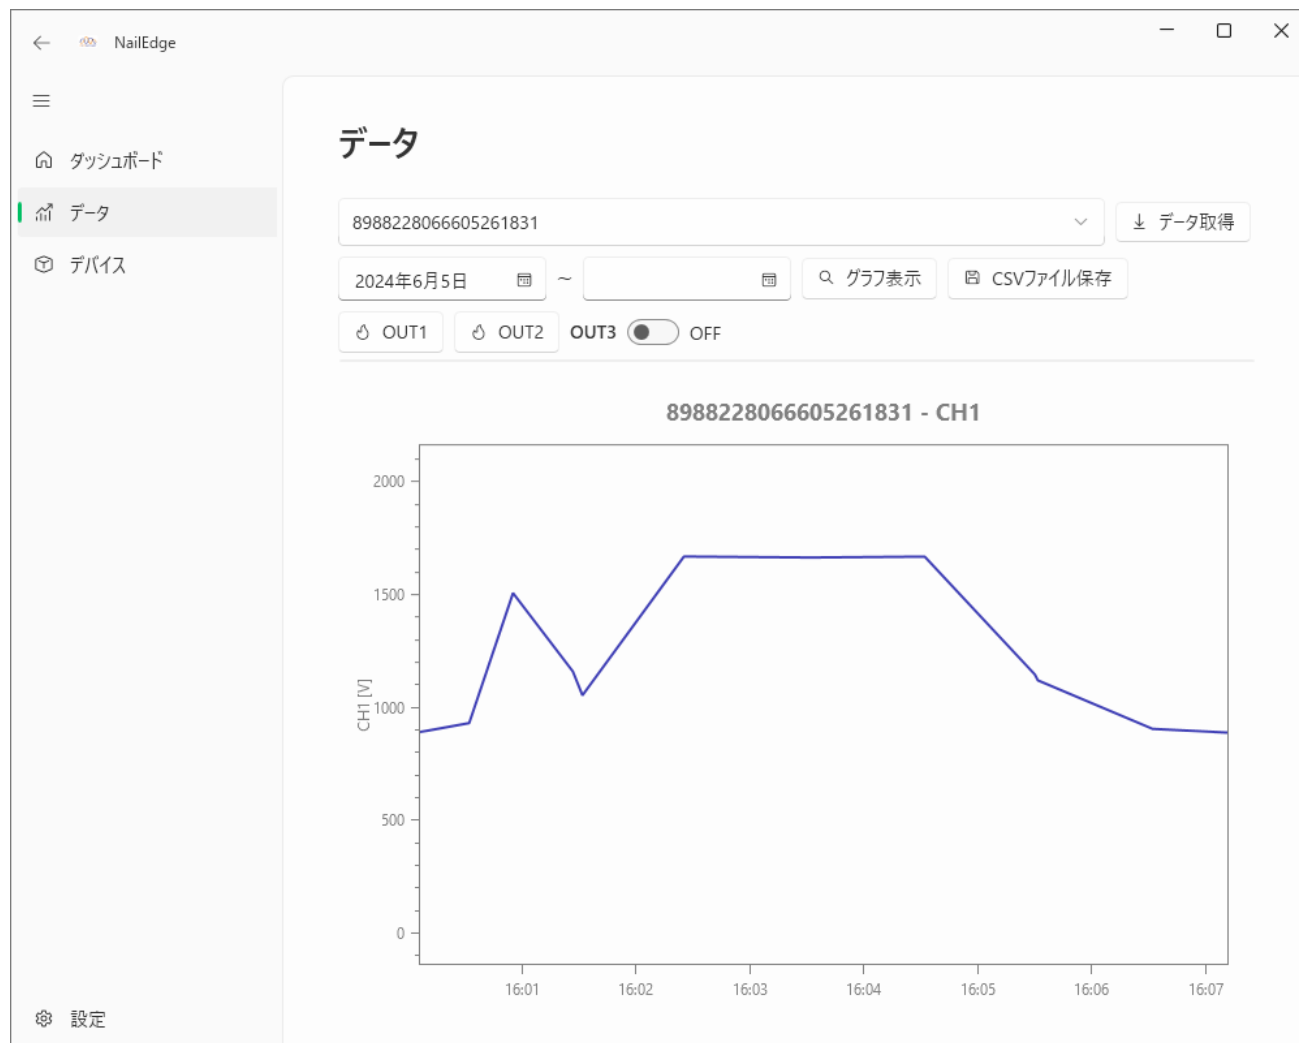 NailEdge
ダッシュボード
データ
デバイス
設定
データ
8988228066605261831
データ取得
2024年6月5日 ~
グラフ表示
CSVファイル保存
OUT1
OUT2
OUT3 OFF
8988228066605261831 - CH1
CH1 [V]
2000
1500
1000
500
0
16:01 16:02 16:03 16:04 16:05 16:06 16:07